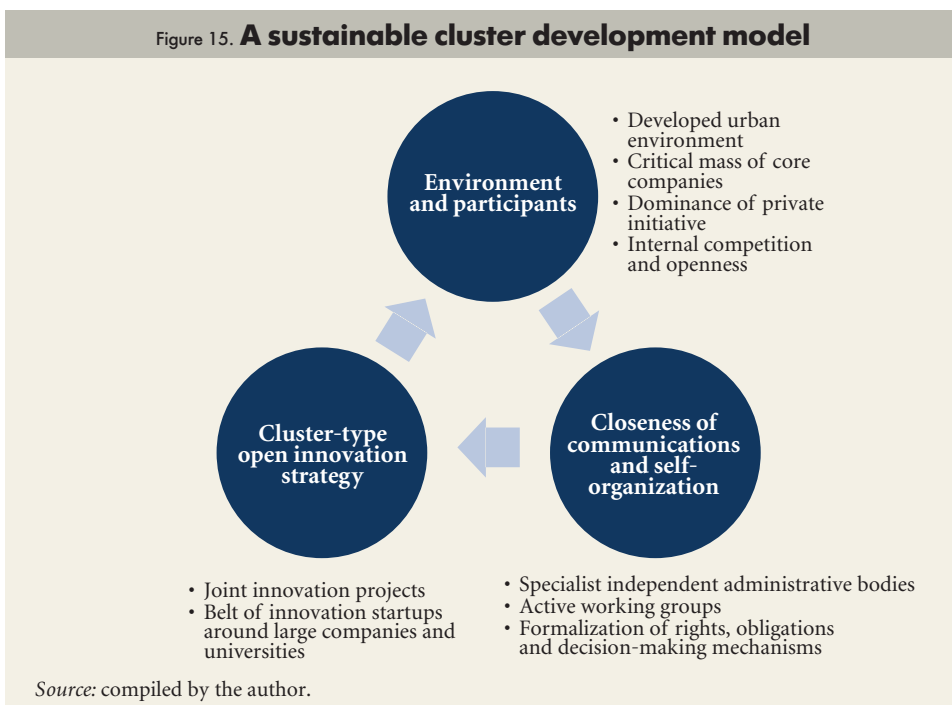 Figure 15. A sustainable cluster development model
Environment
and participants
• Developed urban
environment
• Critical mass of core
companies
• Dominance of private
initiative
• Internal competition
and openness
Cluster-type
open innovation
strategy
Closeness of
communications
and self-
organization
• Joint innovation projects
• Belt of innovation startups
around large companies and
universities
• Specialist independent administrative bodies
• Active working groups
• Formalization of rights, obligations
and decision-making mechanisms
Source: compiled by the author.